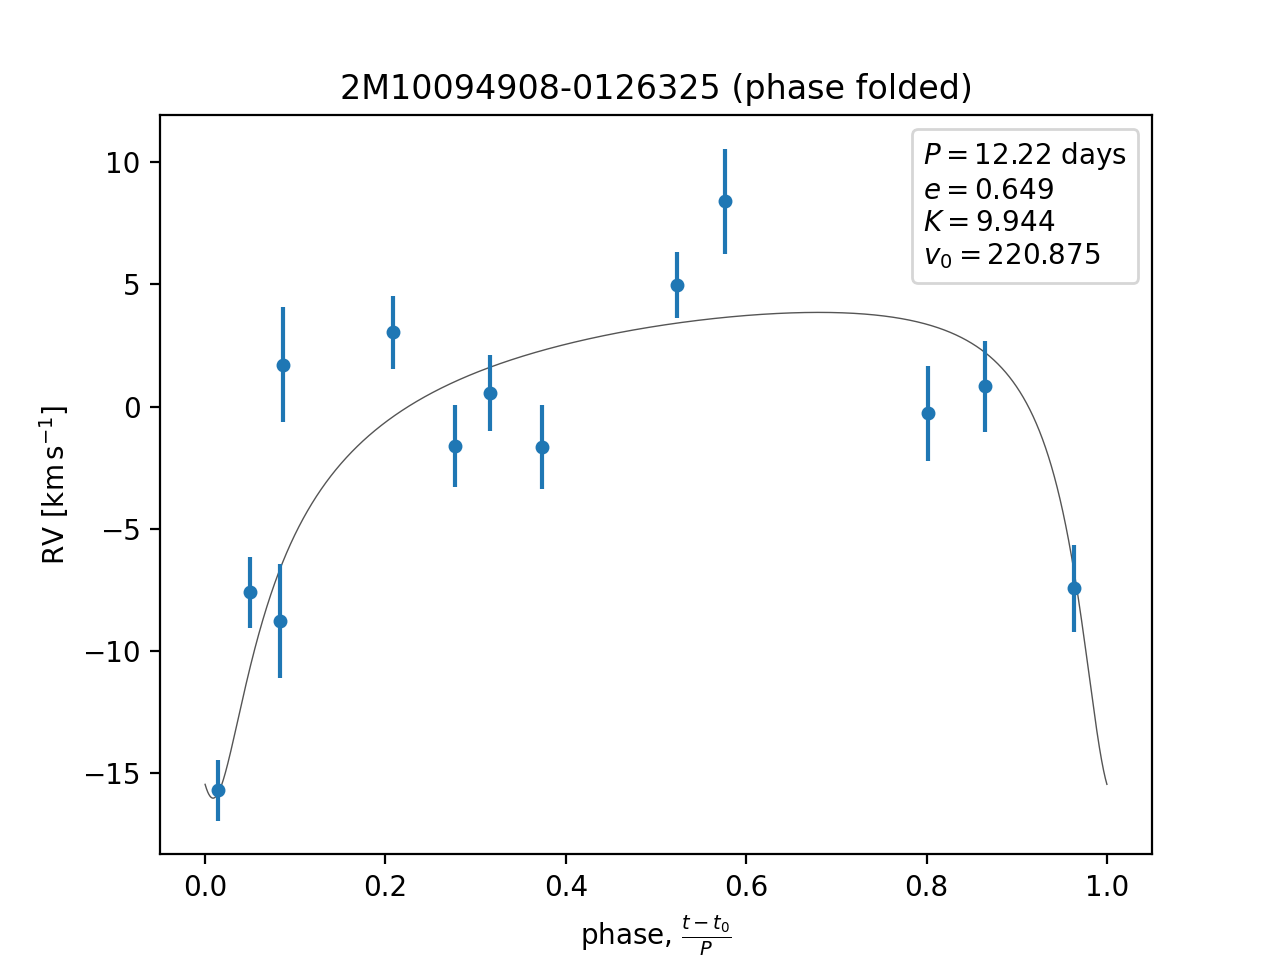 2M10094908-0126325 (phase folded)
P = 12.22 days
e = 0.649
K = 9.944
v₀ = 220.875
10
5
0
−5
−10
−15
RV [km s⁻¹]
0.0 0.2 0.4 0.6 0.8 1.0
phase, (t − t₀)/P